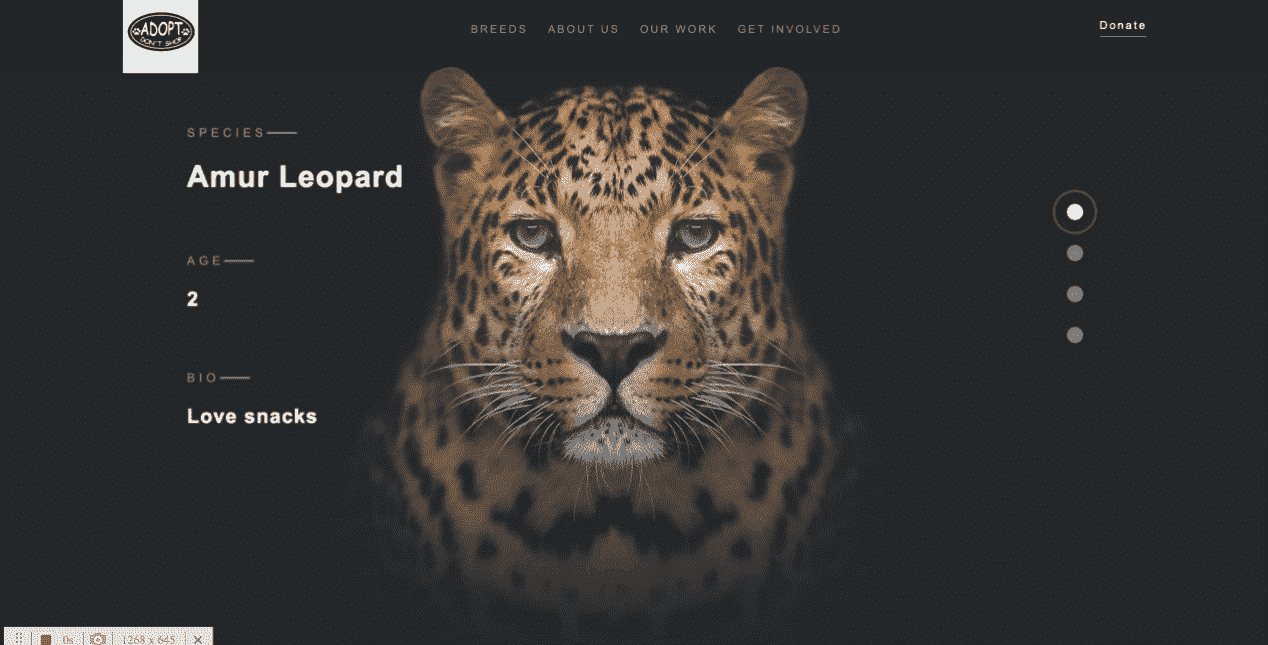 ADOPT
DON'T SHOP
BREEDS ABOUT US OUR WORK GET INVOLVED
Donate
SPECIES
Amur Leopard
AGE
2
BIO
Love snacks
0s 1268 x 645